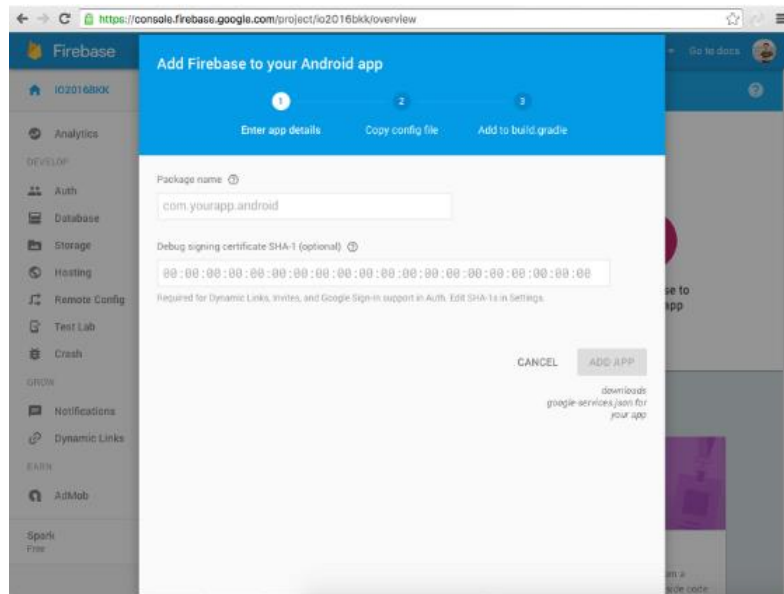 https://console.firebase.google.com/project/io2016bkk/overview
Firebase
Go to docs
IO2016BKK
Analytics
DEVELOP
Auth
Database
Storage
Hosting
Remote Config
Test Lab
Crash
GROW
Notifications
Dynamic Links
EARN
AdMob
Spark
Free
Add Firebase to your Android app
1
2
3
Enter app details
Copy config file
Add to build.gradle
Package name
com.yourapp.android
Debug signing certificate SHA-1 (optional)
00:00:00:00:00:00:00:00:00:00:00:00:00:00:00:00:00:00:00:00
Required for Dynamic Links, Invites, and Google Sign-In support in Auth. Edit SHA-1s in Settings.
CANCEL
ADD APP
downloads
google-services.json for
your app
se to
app
side code